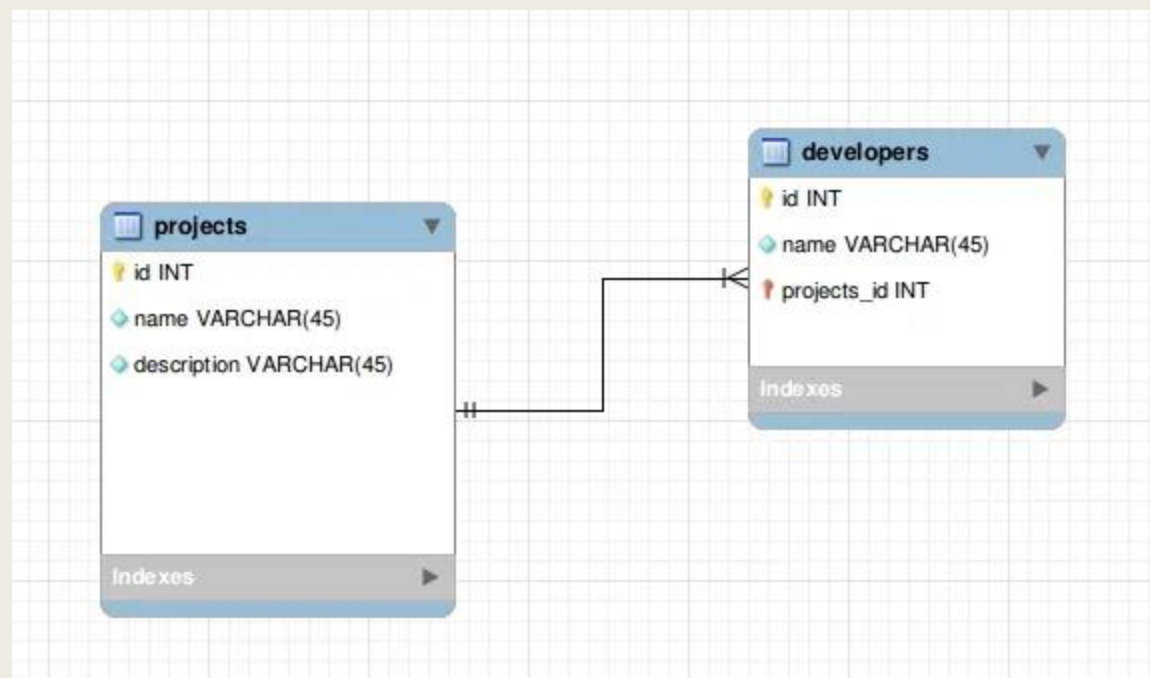 projects
id INT
name VARCHAR(45)
description VARCHAR(45)
Indexes
developers
id INT
name VARCHAR(45)
projects_id INT
Indexes